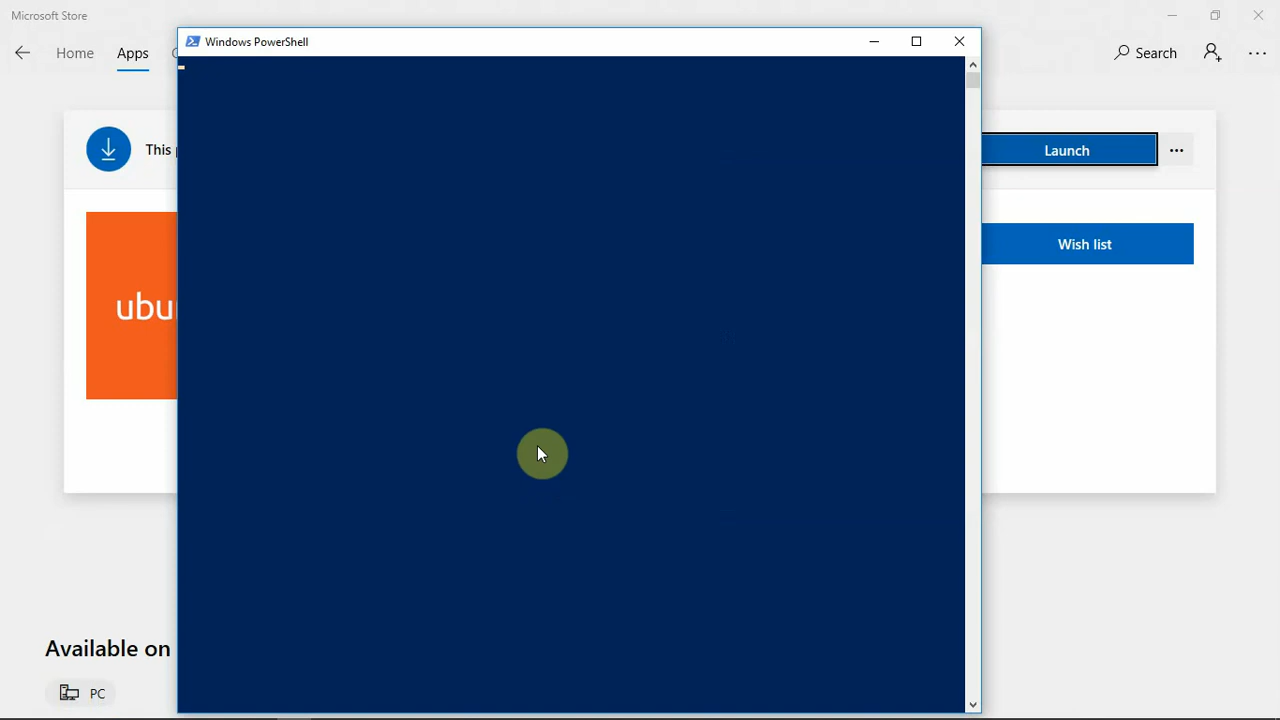 Microsoft Store
Windows PowerShell
Home
Apps
Search
This
Launch
ubu
Wish list
Available on
PC